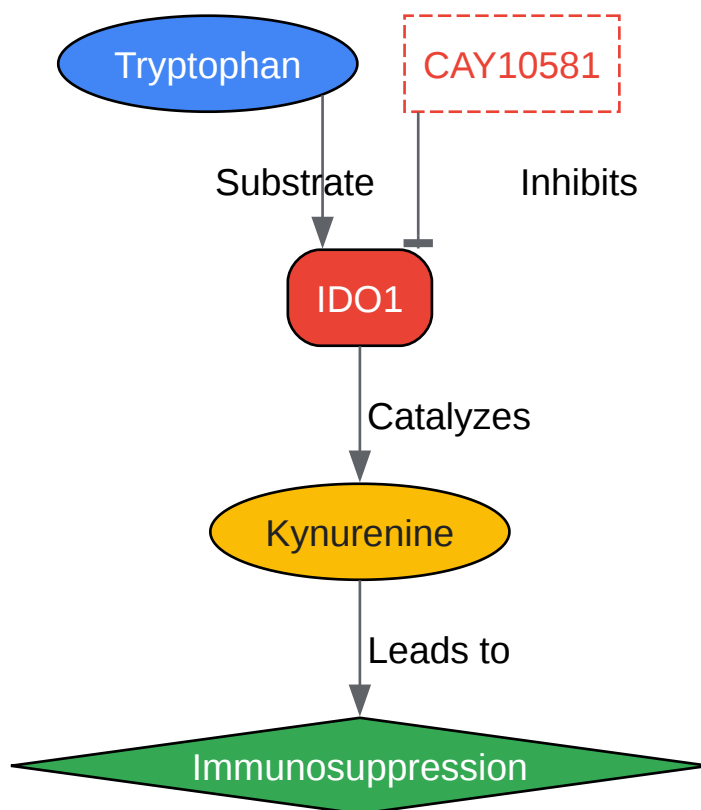 Tryptophan
CAY10581
Substrate
Inhibits
IDO1
Catalyzes
Kynurenine
Leads to
Immunosuppression